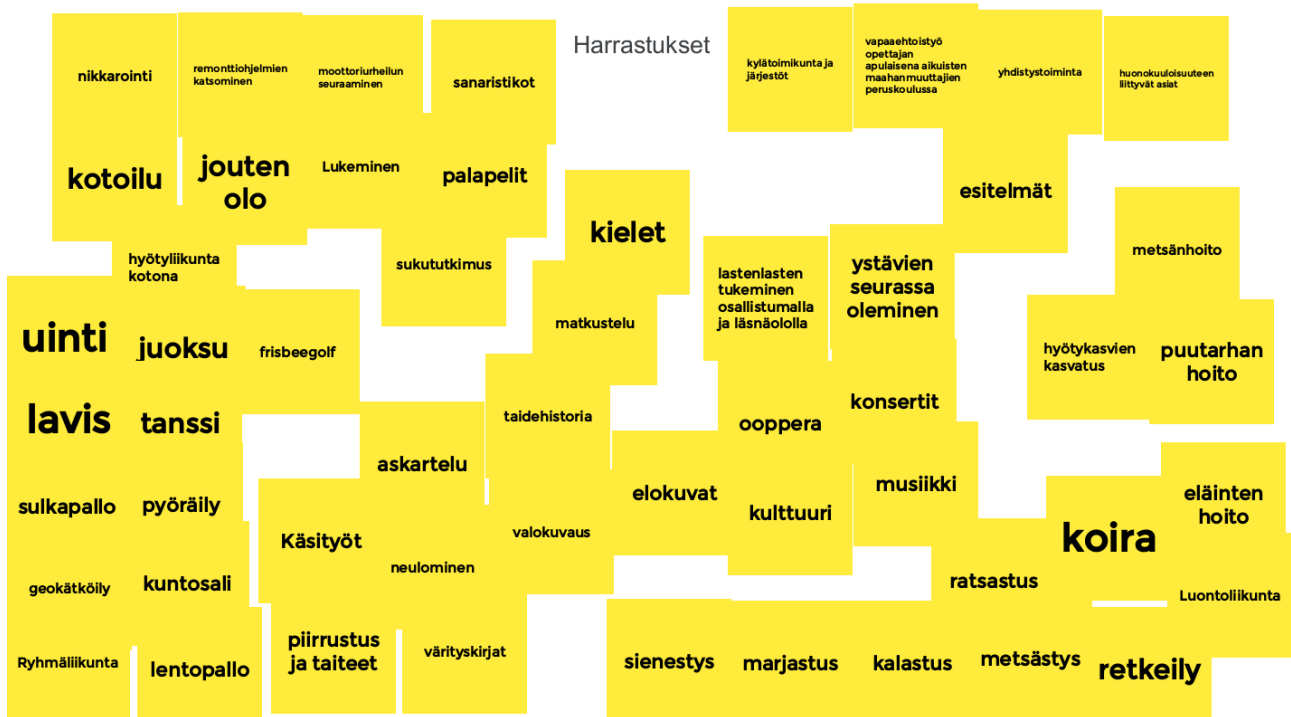 Harrastukset
nikkarointi
remonttiohjelmien
katsominen
moottoriurheilun
seuraaminen
sanaristikot
kylätoimikunta ja
järjestöt
vapaaehtoistyö
opettajan
apulaisena aikuisten
maahanmuuttajien
peruskoulussa
yhdistystoiminta
huonokuuloisuuteen
liittyvät asiat
kotoilu
jouten
olo
Lukeminen
palapelit
kielet
esitelmät
metsänhoito
hyötyliikunta
kotona
sukututkimus
lastenlasten
tukeminen
osallistumalla
ja läsnäololla
ystävien
seurassa
oleminen
uinti
juoksu
frisbeegolf
matkustelu
hyötykasvien
kasvatus
puutarhan
hoito
lavis
tanssi
taidehistoria
ooppera
konsertit
askartelu
sulkapallo
pyöräily
elokuvat
kulttuuri
musiikki
eläinten
hoito
Käsityöt
neulominen
valokuvaus
koira
geokätköily
kuntosali
ratsastus
Luontoliikunta
Ryhmäliikunta
lentopallo
piirrustus
ja taiteet
värityskirjat
sienestys
marjastus
kalastus
metsästys
retkeily